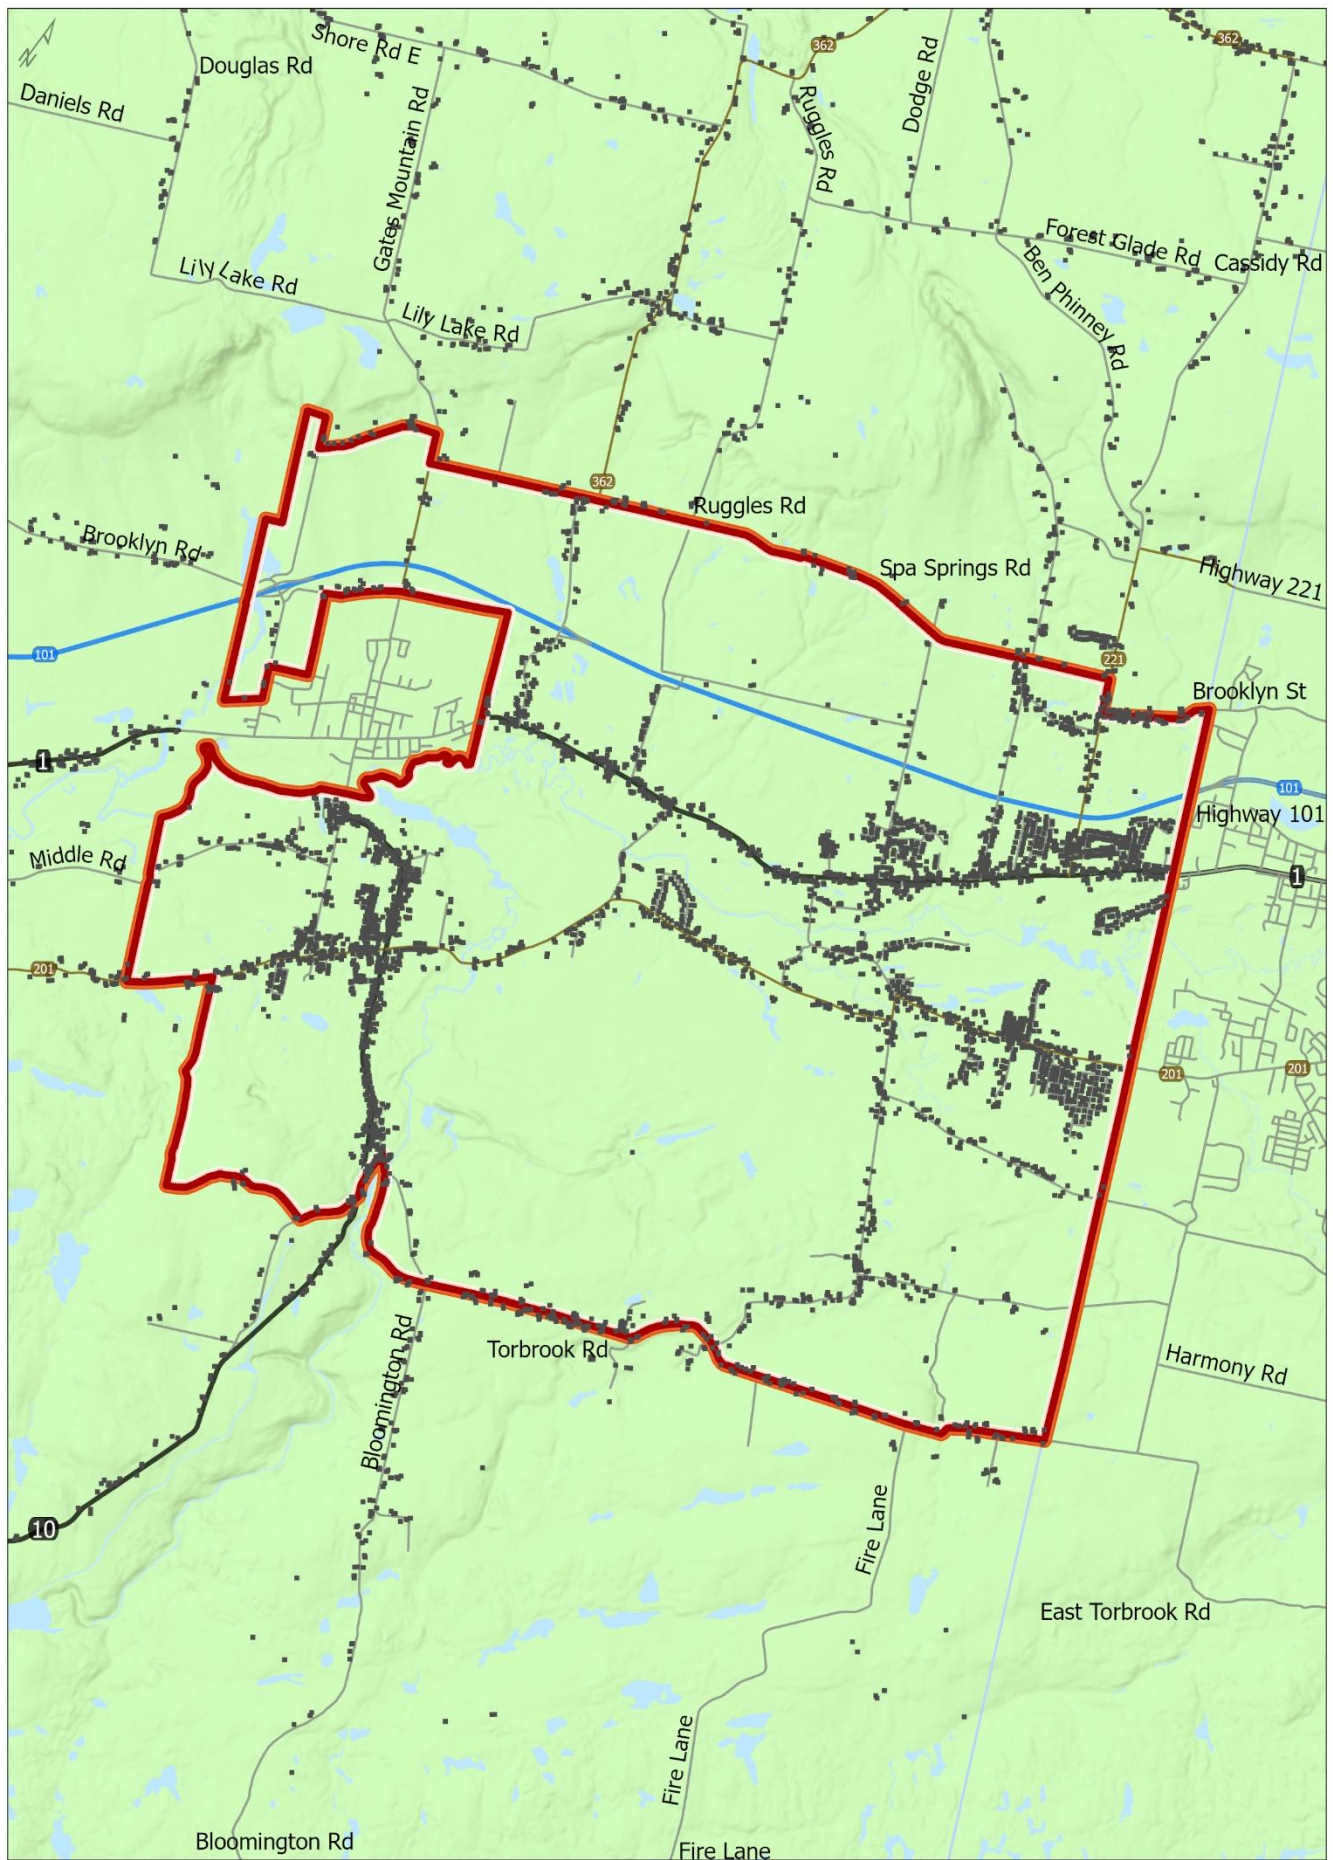 N
Shore Rd E
362
362
Douglas Rd
Dodge Rd
Daniels Rd
Gates Mountain Rd
Ruggles Rd
Forest Glade Rd
Cassidy Rd
Ben Phinney Rd
Lily Lake Rd
Lily Lake Rd
362
Ruggles Rd
Brooklyn Rd
Spa Springs Rd
Highway 221
101
221
Brooklyn St
1
101
Highway 101
Middle Rd
1
201
201
201
Torbrook Rd
Bloomington Rd
Harmony Rd
10
Fire Lane
East Torbrook Rd
Fire Lane
Bloomington Rd
Fire Lane